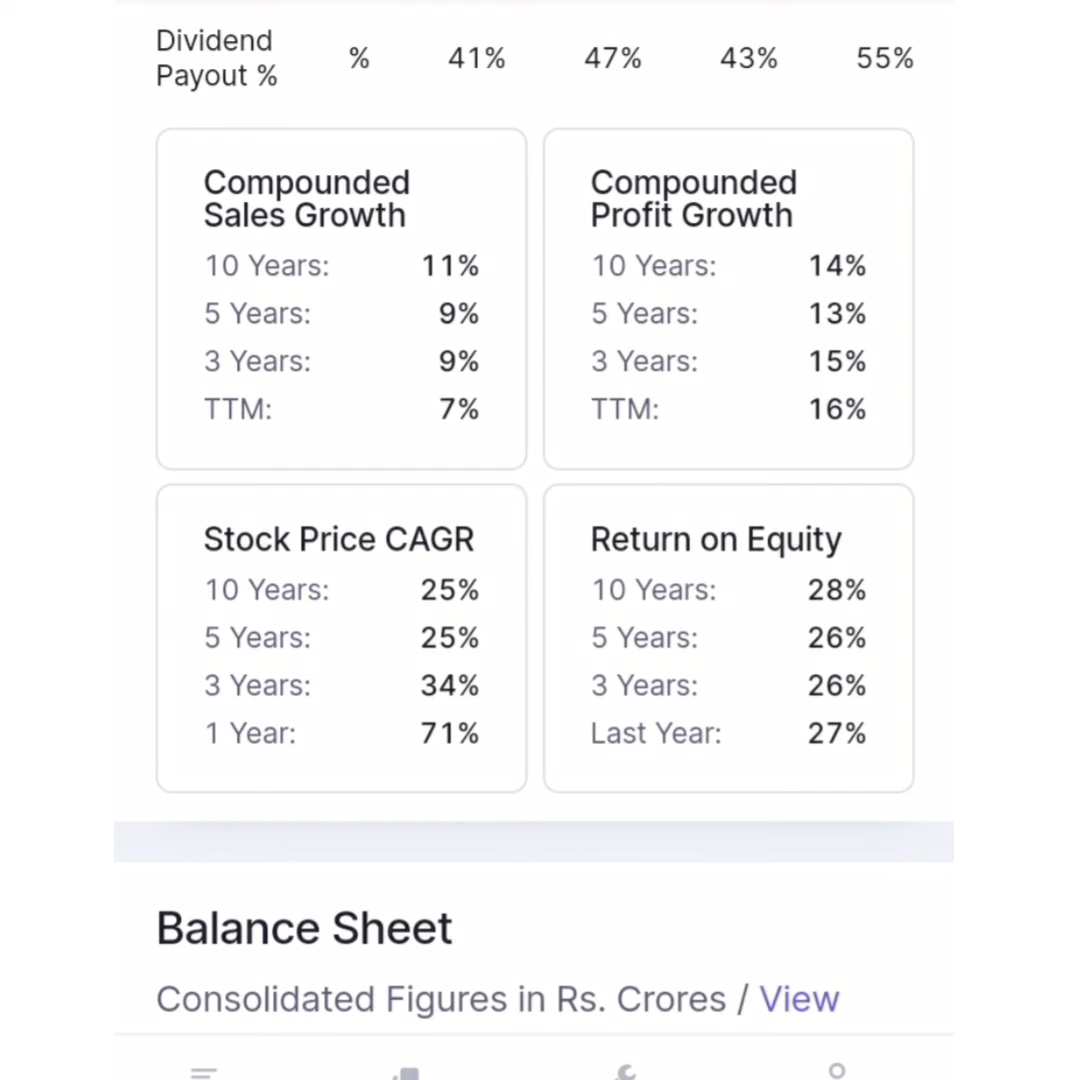 Dividend
Payout %
% 41% 47% 43% 55%
Compounded
Sales Growth
10 Years: 11%
5 Years: 9%
3 Years: 9%
TTM: 7%
Compounded
Profit Growth
10 Years: 14%
5 Years: 13%
3 Years: 15%
TTM: 16%
Stock Price CAGR
10 Years: 25%
5 Years: 25%
3 Years: 34%
1 Year: 71%
Return on Equity
10 Years: 28%
5 Years: 26%
3 Years: 26%
Last Year: 27%
Balance Sheet
Consolidated Figures in Rs. Crores / View